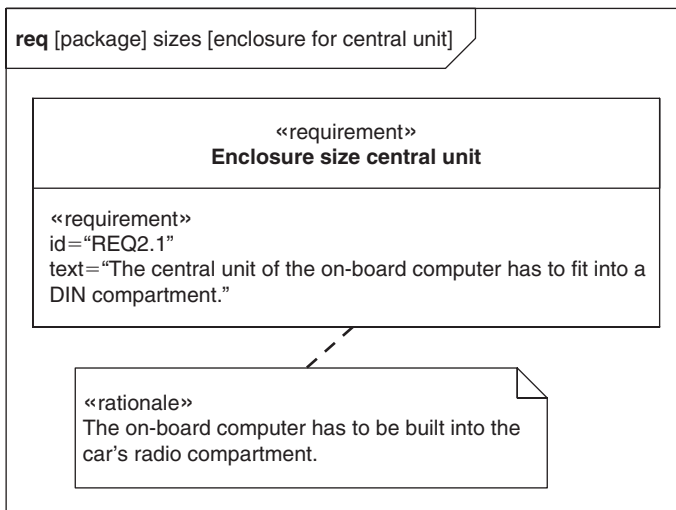 req [package] sizes [enclosure for central unit]
«requirement»
Enclosure size central unit
«requirement»
id=“REQ2.1”
text=“The central unit of the on-board computer has to fit into a
DIN compartment.”
«rationale»
The on-board computer has to be built into the
car’s radio compartment.